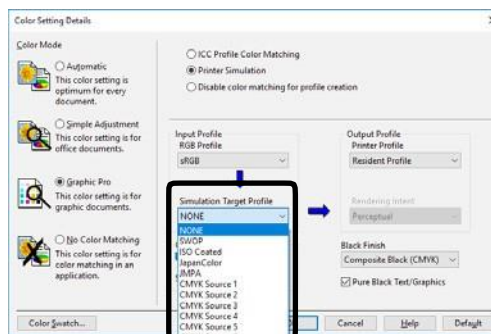 Color Setting Details
Color Mode
Automatic
This color setting is
optimum for every
document.
Simple Adjustment
This color setting is for
office documents.
Graphic Pro
This color setting is for
graphic documents.
No Color Matching
This color setting is for
color matching in an
application.
ICC Profile Color Matching
Printer Simulation
Disable color matching for profile creation
Input Profile
RGB Profile
sRGB
Simulation Target Profile
NONE
NONE
SWOP
ISO Coated
JapanColor
JMPA
CMYK Source 1
CMYK Source 2
CMYK Source 3
CMYK Source 4
CMYK Source 5
Output Profile
Printer Profile
Resident Profile
Rendering intent
Perceptual
Black Finish
Composite Black (CMYK)
Pure Black Text/Graphics
Color Swatch...
Cancel
Help
Default